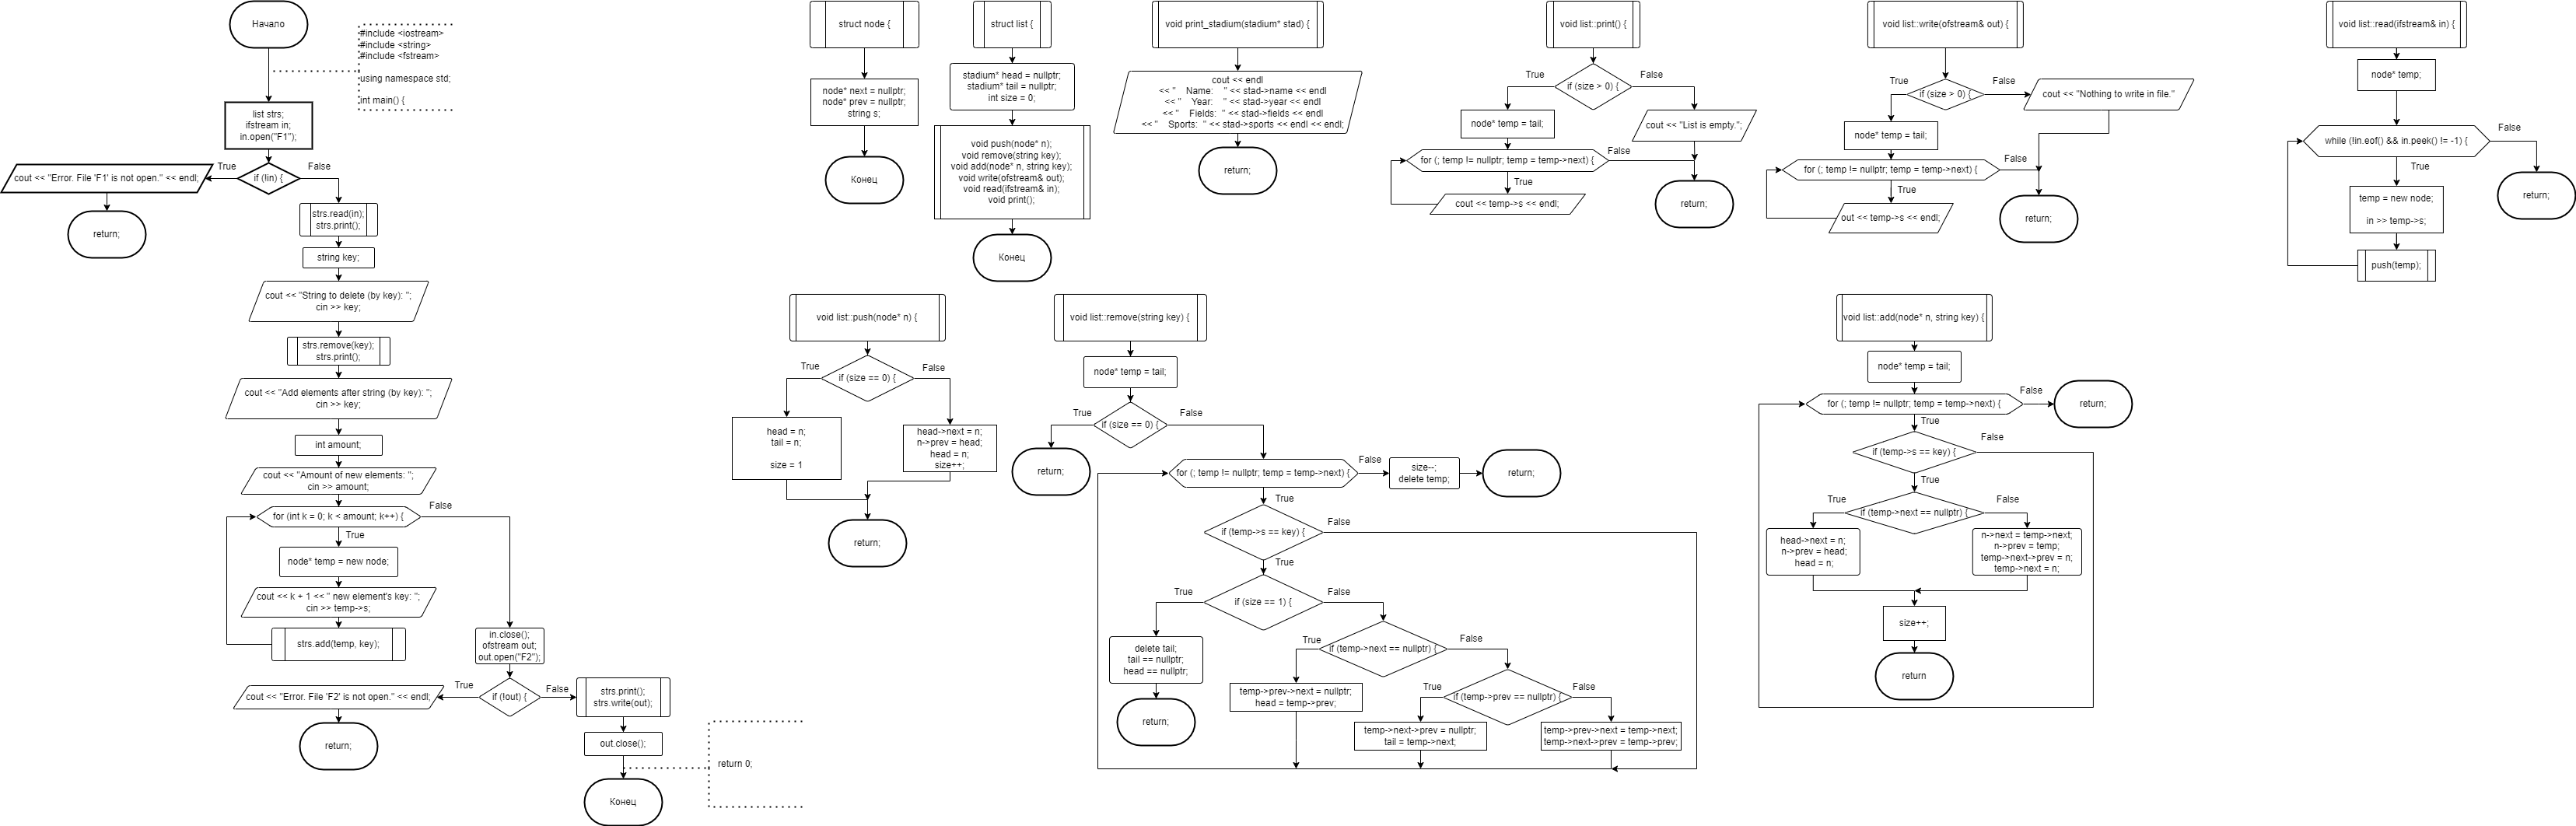 Начало
#include <iostream>
#include <string>
#include <fstream>
using namespace std;
int main() {
list strs;
ifstream in;
in.open("F1");
if (!in) {
True
False
cout << "Error. File 'F1' is not open." << endl;
return;
strs.read(in);
strs.print();
string key;
cout << "String to delete (by key): ";
cin >> key;
strs.remove(key);
strs.print();
cout << "Add elements after string (by key): ";
cin >> key;
int amount;
cout << "Amount of new elements: ";
cin >> amount;
for (int k = 0; k < amount; k++) {
False
True
node* temp = new node;
cout << k + 1 << " new element's key: ";
cin >> temp->s;
strs.add(temp, key);
in.close();
ofstream out;
out.open("F2");
if (!out) {
True
False
cout << "Error. File 'F2' is not open." << endl;
return;
strs.print();
strs.write(out);
out.close();
return 0;
Конец
struct node {
node* next = nullptr;
node* prev = nullptr;
string s;
Конец
struct list {
stadium* head = nullptr;
stadium* tail = nullptr;
int size = 0;
void push(node* n);
void remove(string key);
void add(node* n, string key);
void write(ofstream& out);
void read(ifstream& in);
void print();
Конец
void print_stadium(stadium* stad) {
cout << endl
<< "    Name:    " << stad->name << endl
<< "    Year:    " << stad->year << endl
<< "    Fields:  " << stad->fields << endl
<< "    Sports:  " << stad->sports << endl << endl;
return;
void list::print() {
if (size > 0) {
True
False
node* temp = tail;
cout << "List is empty.";
for (; temp != nullptr; temp = temp->next) {
False
True
cout << temp->s << endl;
return;
void list::write(ofstream& out) {
if (size > 0) {
True
False
cout << "Nothing to write in file."
node* temp = tail;
for (; temp != nullptr; temp = temp->next) {
False
True
out << temp->s << endl;
return;
void list::read(ifstream& in) {
node* temp;
while (!in.eof() && in.peek() != -1) {
False
True
return;
temp = new node;
in >> temp->s;
push(temp);
void list::push(node* n) {
if (size == 0) {
True
False
head = n;
tail = n;
size = 1
head->next = n;
n->prev = head;
head = n;
size++;
return;
void list::remove(string key) {
node* temp = tail;
if (size == 0) {
True
False
return;
for (; temp != nullptr; temp = temp->next) {
False
size--;
delete temp;
return;
True
if (temp->s == key) {
False
True
if (size == 1) {
True
False
delete tail;
tail == nullptr;
head == nullptr;
return;
if (temp->next == nullptr) {
True
False
temp->prev->next = nullptr;
head = temp->prev;
if (temp->prev == nullptr) {
True
False
temp->next->prev = nullptr;
tail = temp->next;
temp->prev->next = temp->next;
temp->next->prev = temp->prev;
void list::add(node* n, string key) {
node* temp = tail;
for (; temp != nullptr; temp = temp->next) {
False
return;
True
if (temp->s == key) {
False
True
if (temp->next == nullptr) {
True
False
head->next = n;
n->prev = head;
head = n;
n->next = temp->next;
n->prev = temp;
temp->next->prev = n;
temp->next = n;
size++;
return